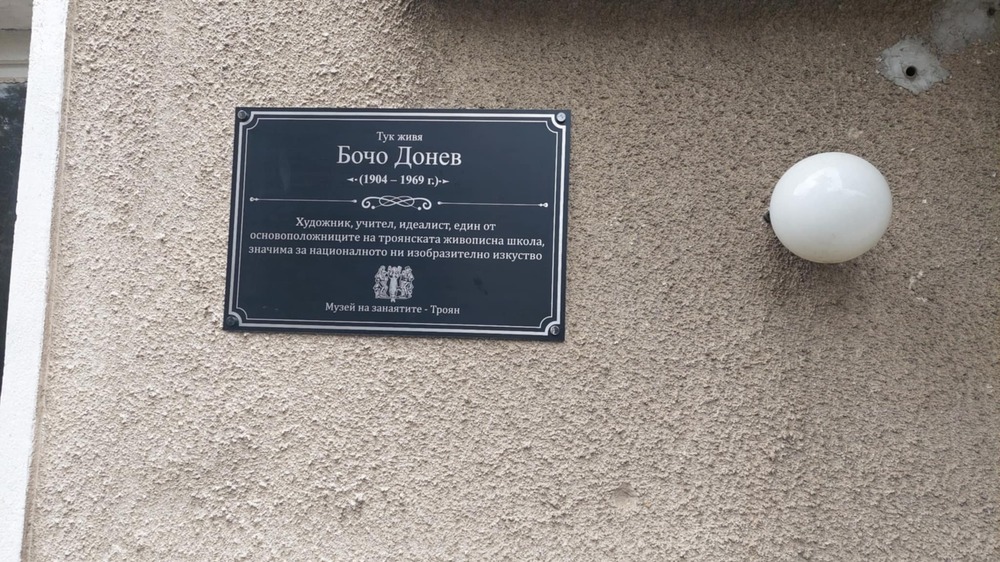 Тук живя
Бочо Донев
(1904 – 1969 г.)
Художник, учител, идеалист, един от
основоположниците на троянската живописна школа,
значима за националното ни изобразително изкуство
Музей на занаятите - Троян